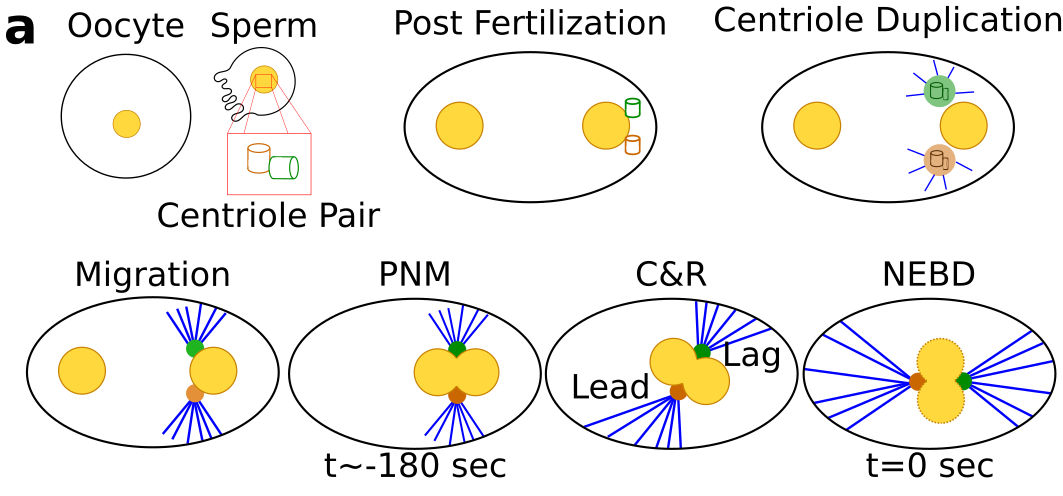 a
Oocyte Sperm Post Fertilization Centriole Duplication
Centriole Pair
Migration PNM C&R NEBD
Lag
Lead
t~-180 sec t=0 sec